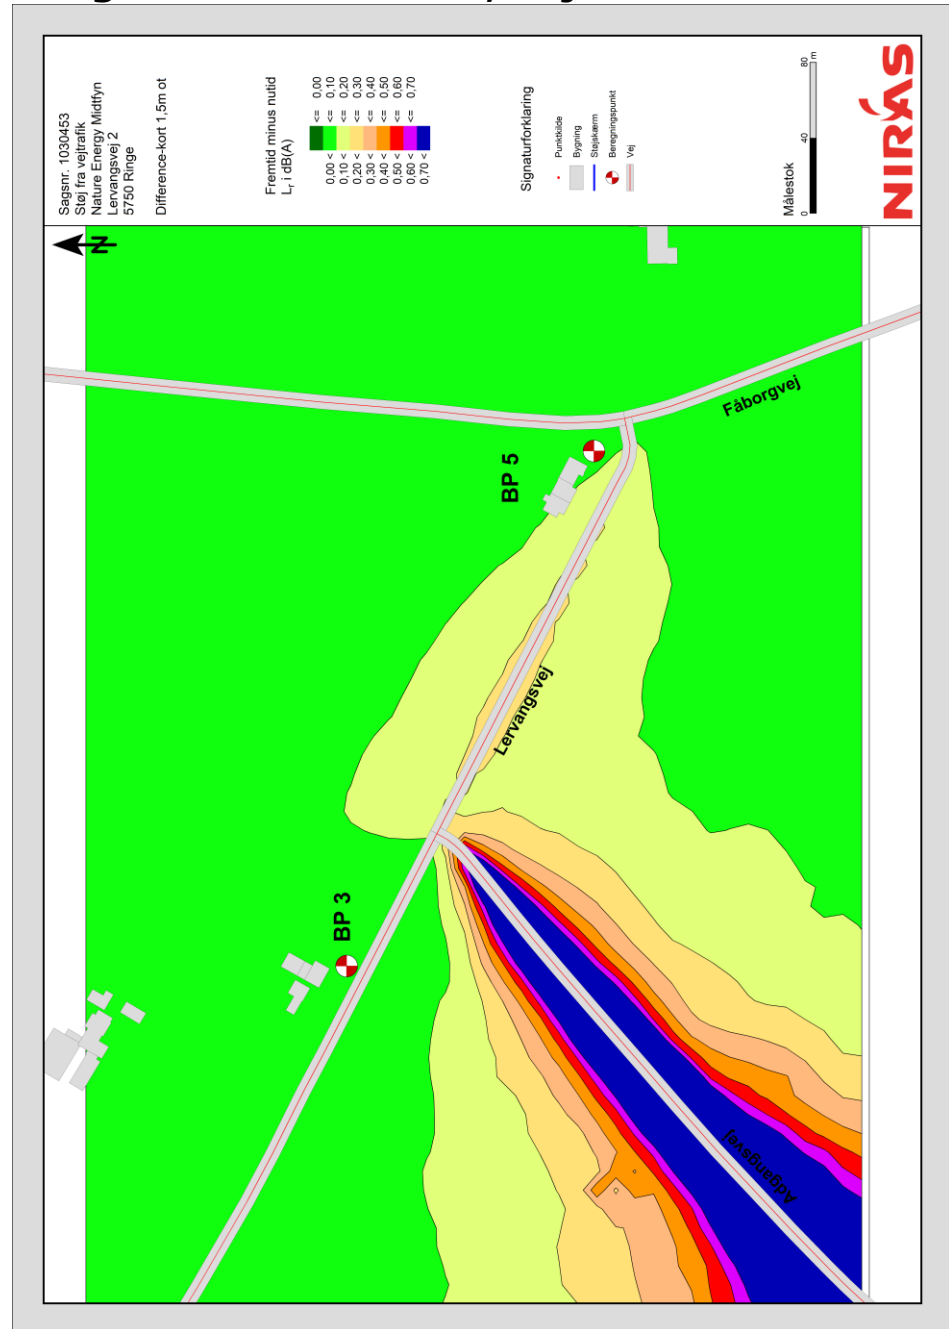 Sagsnr. 1030453
Støj fra vejtrafik
Nature Energy Midtfyn
Lervangsvej 2
5750 Ringe
Difference-kort 1,5m ot
Fremtid minus nutid
Lr i dB(A)
<= 0,00
0,00 < <= 0,10
0,10 < <= 0,20
0,20 < <= 0,30
0,30 < <= 0,40
0,40 < <= 0,50
0,50 < <= 0,60
0,60 < <= 0,70
0,70 <
Signaturforklaring
Punktkilde
Bygning
Støjskærm
Beregningspunkt
Vej
Målestok
0 40 80
m
NIRAS
N
Fåborgvej
BP 5
Lervangsvej
BP 3
Adgangsvej